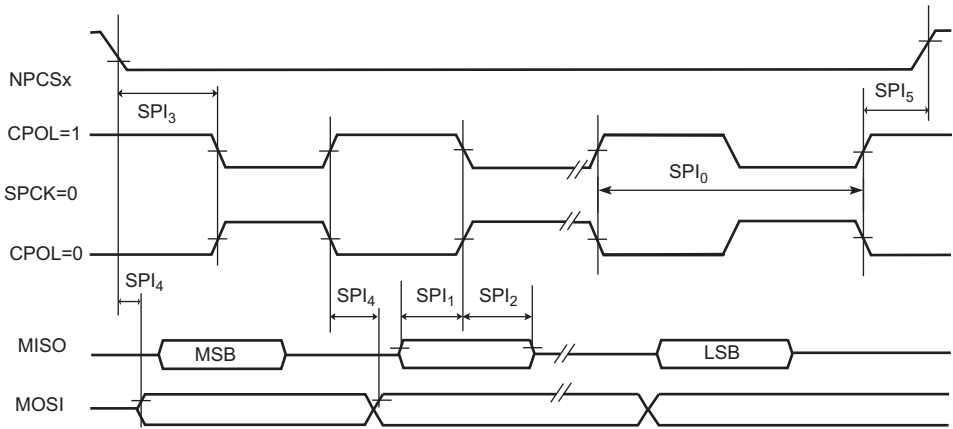 NPCSx
SPI3
SPI5
CPOL=1
SPI0
SPCK=0
CPOL=0
SPI4
SPI4
SPI1
SPI2
MISO
MSB
LSB
MOSI